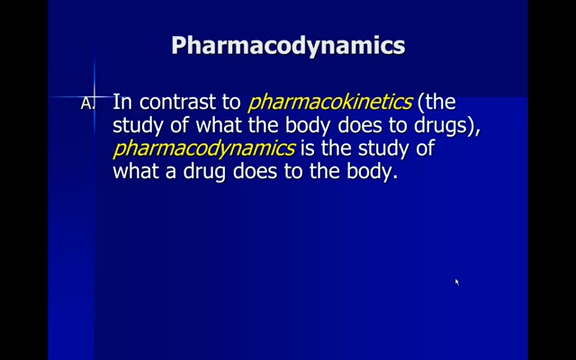 Pharmacodynamics
A. In contrast to pharmacokinetics (the
study of what the body does to drugs),
pharmacodynamics is the study of
what a drug does to the body.